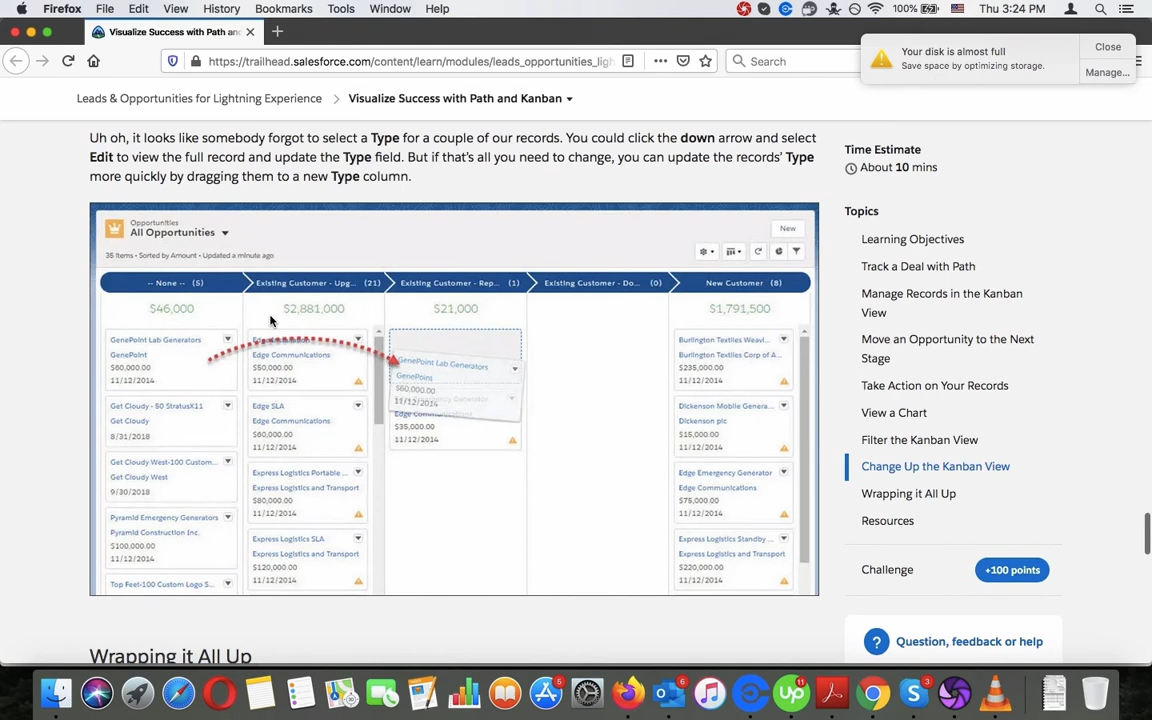 Firefox File Edit View History Bookmarks Tools Window Help 100% Thu 3:24 PM
Visualize Success with Path an
https://trailhead.salesforce.com/content/learn/modules/leads_opportunities_ligh
Search
Your disk is almost full
Save space by optimizing storage.
Close
Manage...
Leads & Opportunities for Lightning Experience
Visualize Success with Path and Kanban
Uh oh, it looks like somebody forgot to select a Type for a couple of our records. You could click the down arrow and select
Edit to view the full record and update the Type field. But if that's all you need to change, you can update the records' Type
more quickly by dragging them to a new Type column.
Opportunities
All Opportunities
New
35 items • Sorted by Amount • Updated a minute ago
-- None -- (5)
Existing Customer - Upg... (21)
Existing Customer - Rep... (1)
Existing Customer - Do... (0)
New Customer (8)
$46,000
$2,881,000
$21,000
$1,791,500
GenePoint Lab Generators
GenePoint
$60,000.00
11/12/2014
Get Cloudy - 50 StratusX11
Get Cloudy
8/31/2018
Get Cloudy West-100 Custom...
Get Cloudy West
9/30/2018
Pyramid Emergency Generators
Pyramid Construction Inc.
$100,000.00
11/12/2014
Top Feet-100 Custom Logo S...
Edge Communications
$50,000.00
11/12/2014
Edge SLA
Edge Communications
$60,000.00
11/12/2014
Express Logistics Portable ...
Express Logistics and Transport
$80,000.00
11/12/2014
Express Logistics SLA
Express Logistics and Transport
$120,000.00
11/12/2014
GenePoint Lab Generators
GenePoint
$60,000.00
11/12/2014
Edge Communications
$35,000.00
11/12/2014
Burlington Textiles Weavi...
Burlington Textiles Corp of A...
$235,000.00
11/12/2014
Dickenson Mobile Genera...
Dickenson plc
$15,000.00
11/12/2014
Edge Emergency Generator
Edge Communications
$75,000.00
11/12/2014
Express Logistics Standby ...
Express Logistics and Transport
$220,000.00
11/12/2014
Wrapping it All Up
Time Estimate
About 10 mins
Topics
Learning Objectives
Track a Deal with Path
Manage Records in the Kanban
View
Move an Opportunity to the Next
Stage
Take Action on Your Records
View a Chart
Filter the Kanban View
Change Up the Kanban View
Wrapping it All Up
Resources
Challenge
+100 points
Question, feedback or help
5
6
11
3